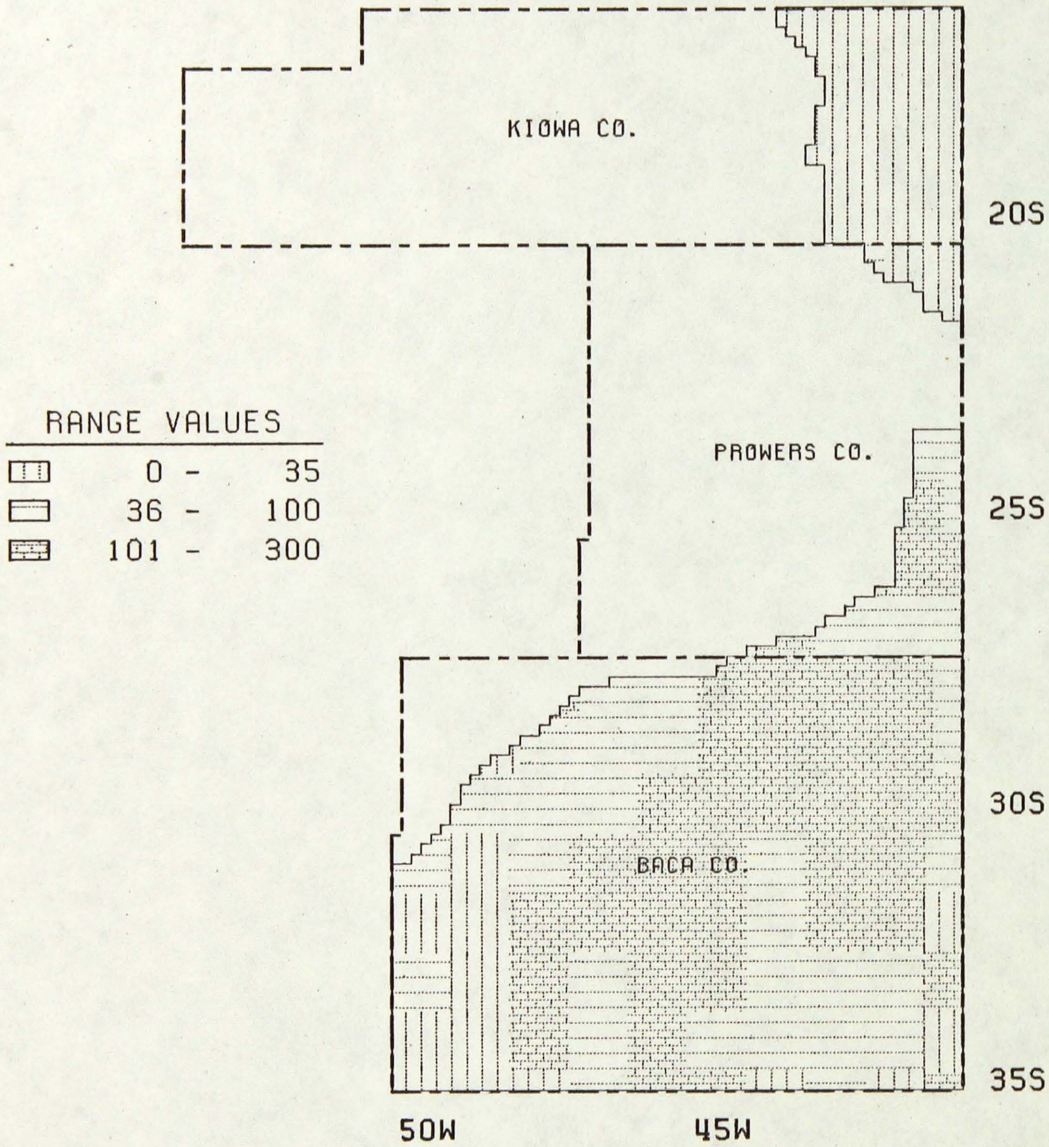 KIOWA CO.
20S
RANGE VALUES
0 - 35
36 - 100
101 - 300
PROWERS CO.
25S
30S
BACA CO.
35S
50W 45W